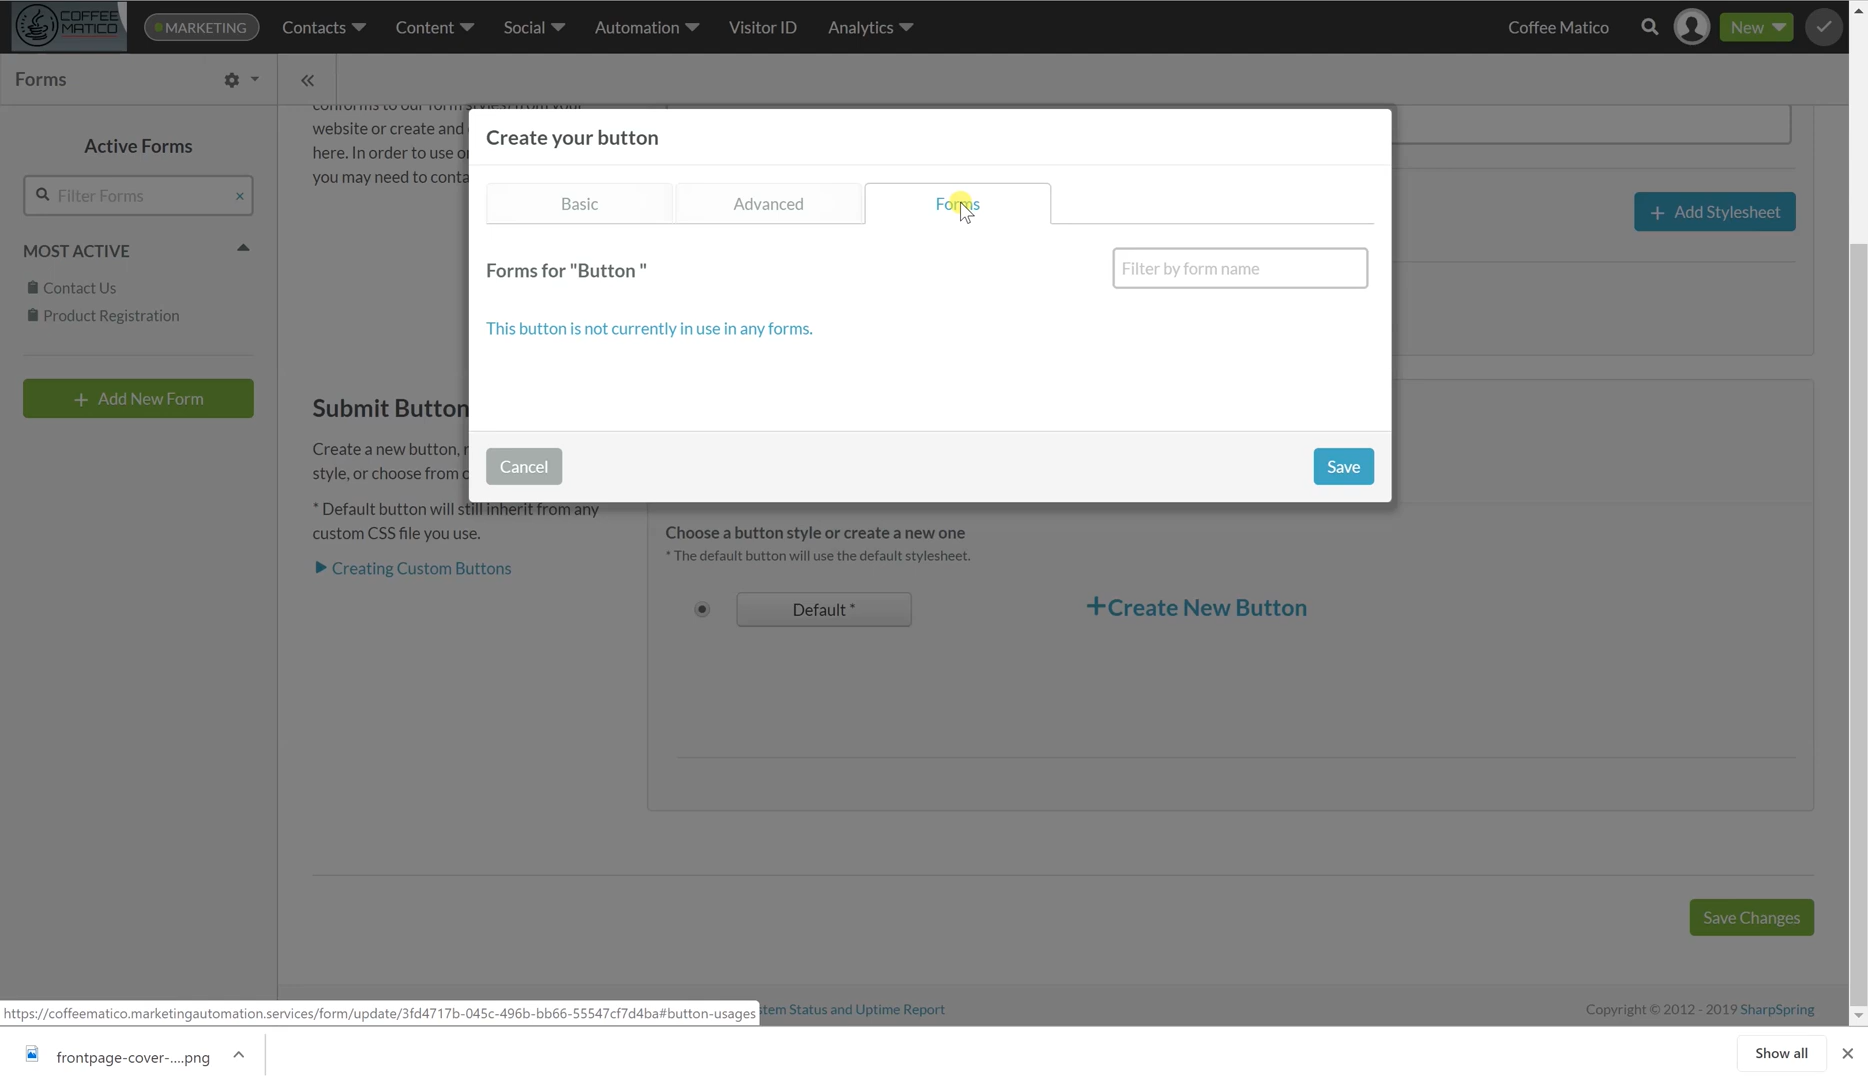 COFFEE
MATICO
MARKETING
Contacts
Content
Social
Automation
Visitor ID
Analytics
Coffee Matico
New
Forms
Active Forms
Filter Forms
×
MOST ACTIVE
Contact Us
Product Registration
+ Add New Form
website or create and
here. In order to use
you may need to conta
Create your button
Basic
Advanced
Forms
Forms for "Button "
Filter by form name
This button is not currently in use in any forms.
Cancel
Save
+ Add Stylesheet
Submit Button
Create a new button,
style, or choose from
* Default button will still inherit from any
custom CSS file you use.
Creating Custom Buttons
Choose a button style or create a new one
* The default button will use the default stylesheet.
Default *
+Create New Button
Save Changes
https://coffeematico.marketingautomation.services/form/update/3fd4717b-045c-496b-bb66-55547cf7d4ba#button-usages
stem Status and Uptime Report
Copyright © 2012 - 2019 SharpSpring
frontpage-cover-....png
Show all